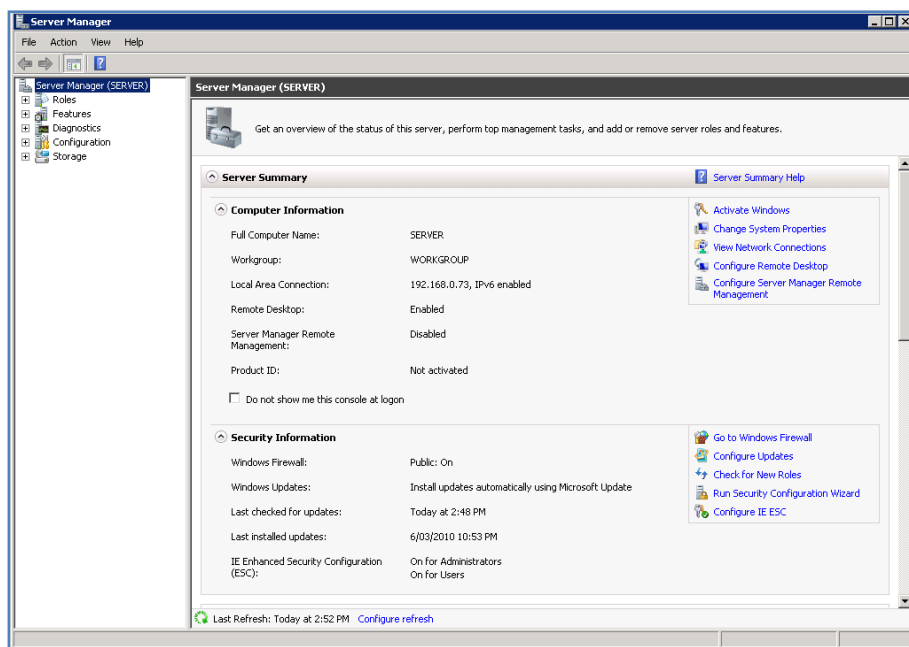 Server Manager
File Action View Help
Server Manager (SERVER)
Roles
Features
Diagnostics
Configuration
Storage
Server Manager (SERVER)
Get an overview of the status of this server, perform top management tasks, and add or remove server roles and features.
Server Summary
Server Summary Help
Computer Information
Full Computer Name: SERVER
Workgroup: WORKGROUP
Local Area Connection: 192.168.0.73, IPv6 enabled
Remote Desktop: Enabled
Server Manager Remote
Management:
Disabled
Product ID: Not activated
Do not show me this console at logon
Activate Windows
Change System Properties
View Network Connections
Configure Remote Desktop
Configure Server Manager Remote
Management
Security Information
Windows Firewall: Public: On
Windows Updates: Install updates automatically using Microsoft Update
Last checked for updates: Today at 2:48 PM
Last installed updates: 6/03/2010 10:53 PM
IE Enhanced Security Configuration
(ESC):
On for Administrators
On for Users
Go to Windows Firewall
Configure Updates
Check for New Roles
Run Security Configuration Wizard
Configure IE ESC
Last Refresh: Today at 2:52 PM Configure refresh